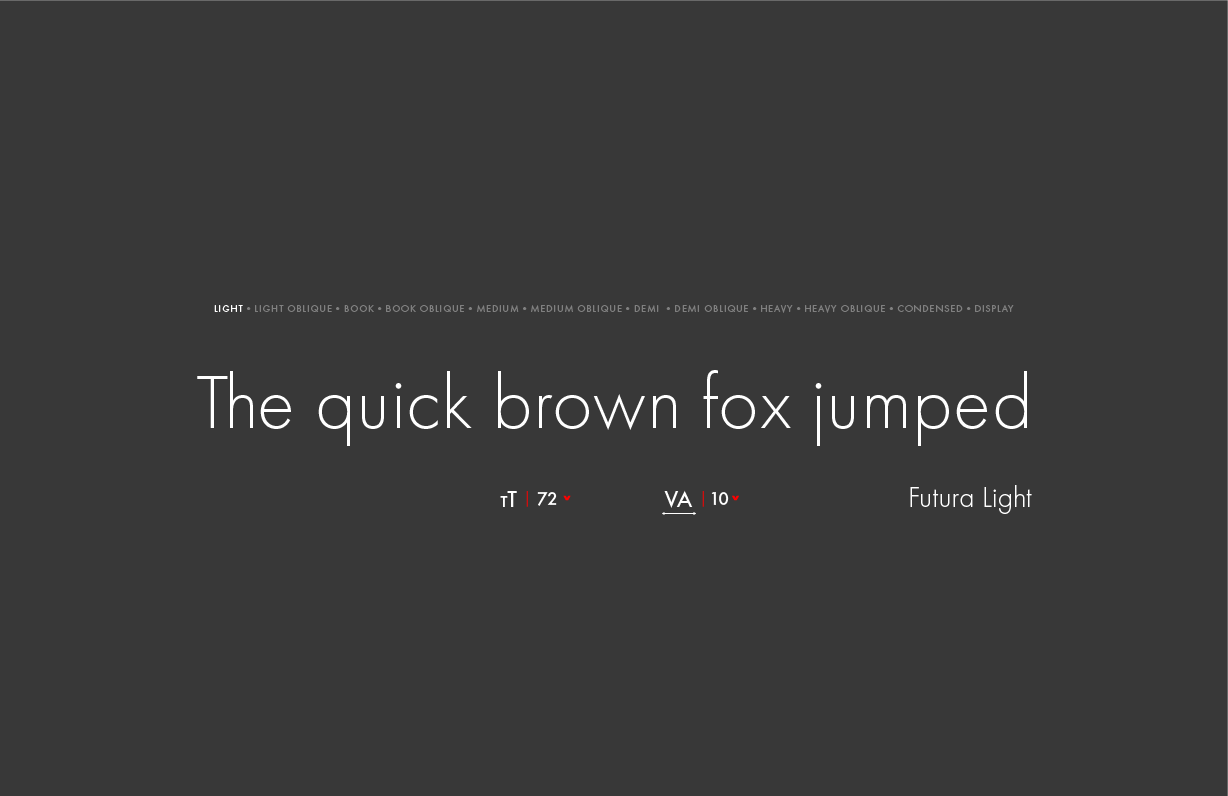 LIGHT • LIGHT OBLIQUE • BOOK • BOOK OBLIQUE • MEDIUM • MEDIUM OBLIQUE • DEMI • DEMI OBLIQUE • HEAVY • HEAVY OBLIQUE • CONDENSED • DISPLAY
The quick brown fox jumped
TT | 72 VA | 10 Futura Light